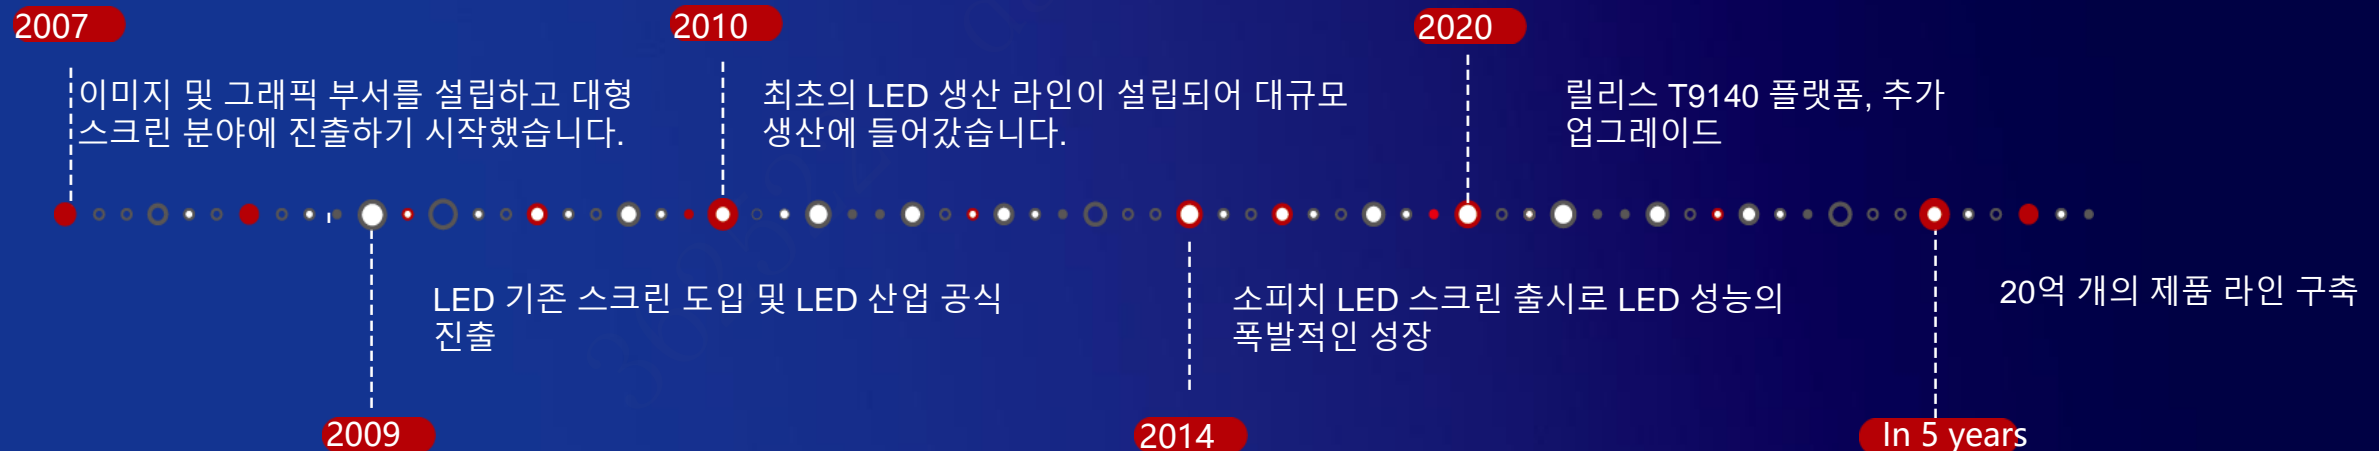 2007
이미지 및 그래픽 부서를 설립하고 대형
스크린 분야에 진출하기 시작했습니다.
2009
LED 기존 스크린 도입 및 LED 산업 공식
진출
2010
최초의 LED 생산 라인이 설립되어 대규모
생산에 들어갔습니다.
2014
소피치 LED 스크린 출시로 LED 성능의
폭발적인 성장
2020
릴리스 T9140 플랫폼, 추가
업그레이드
In 5 years
20억 개의 제품 라인 구축